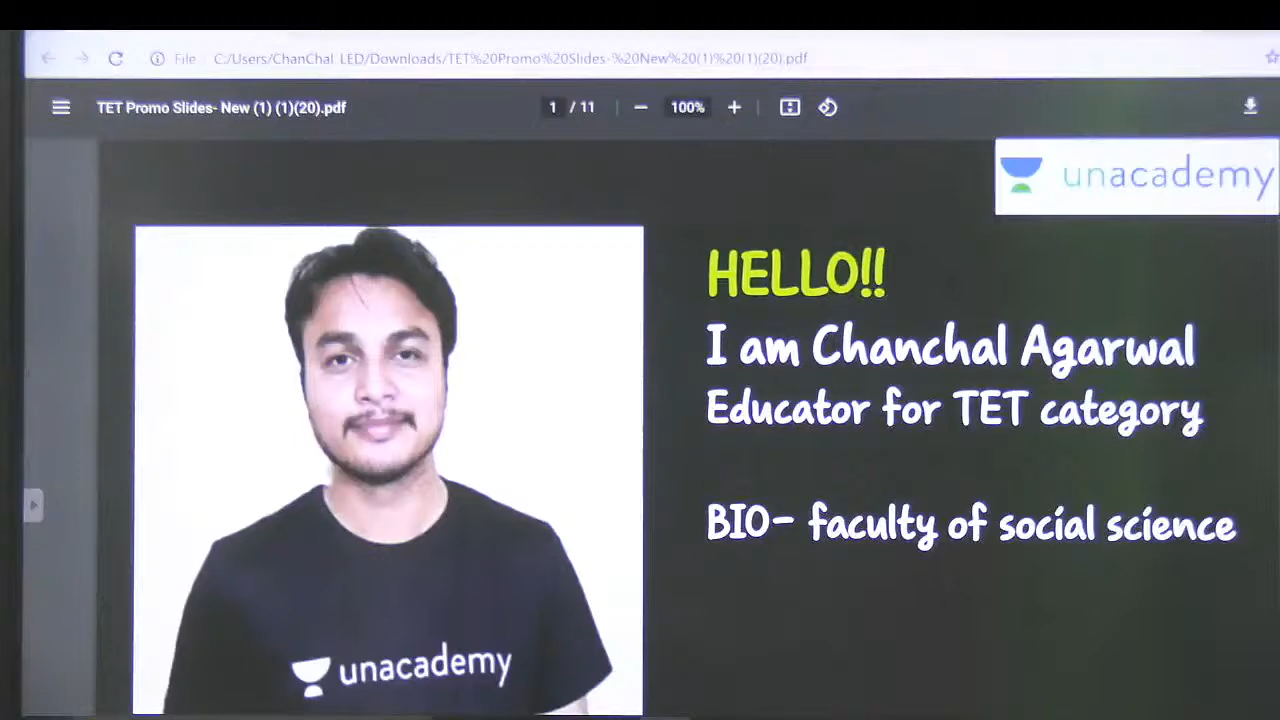 File C:/Users/ChanChal LED/Downloads/TET%20Promo%20Slides-%20New%20(1)%20(1)(20).pdf
TET Promo Slides- New (1) (1)(20).pdf 1 / 11 100%
unacademy
HELLO!!
I am Chanchal Agarwal
Educator for TET category
BIO- faculty of social science
unacademy